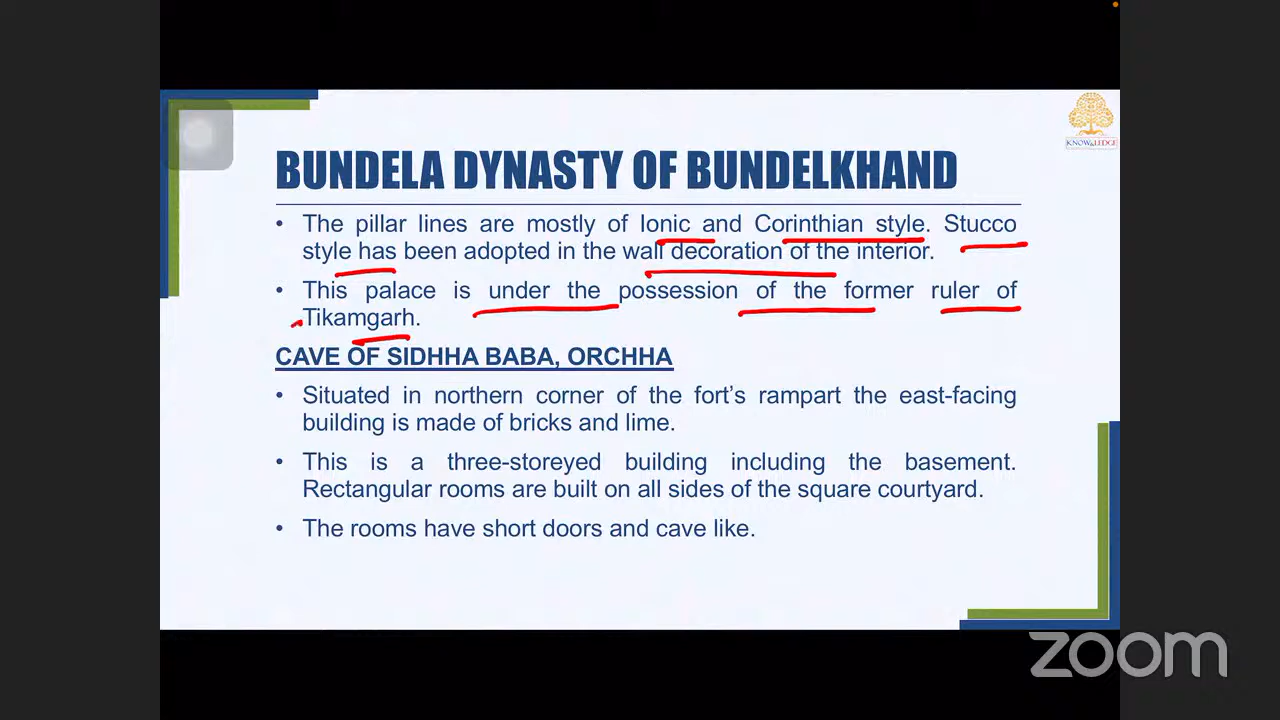 KNOWLEDGE
BUNDELA DYNASTY OF BUNDELKHAND
• The pillar lines are mostly of Ionic and Corinthian style. Stucco
style has been adopted in the wall decoration of the interior.
• This palace is under the possession of the former ruler of
Tikamgarh.
CAVE OF SIDHHA BABA, ORCHHA
• Situated in northern corner of the fort’s rampart the east-facing
building is made of bricks and lime.
• This is a three-storeyed building including the basement.
Rectangular rooms are built on all sides of the square courtyard.
• The rooms have short doors and cave like.
zoom